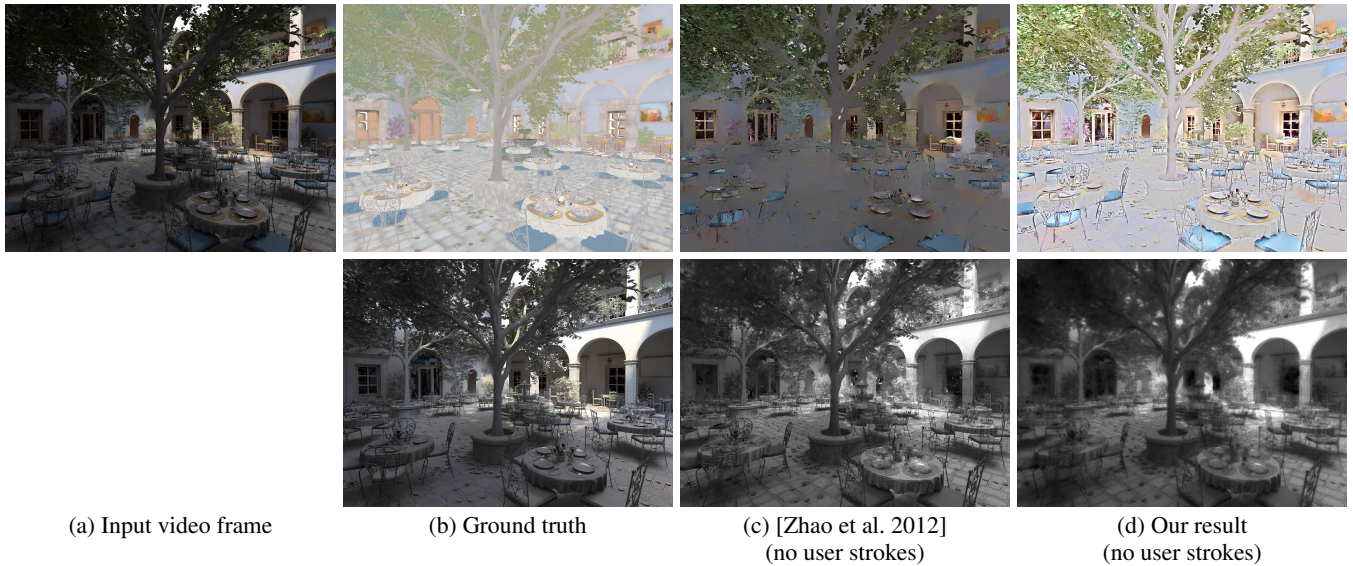 (a) Input video frame
(b) Ground truth
(c) [Zhao et al. 2012]
(no user strokes)
(d) Our result
(no user strokes)